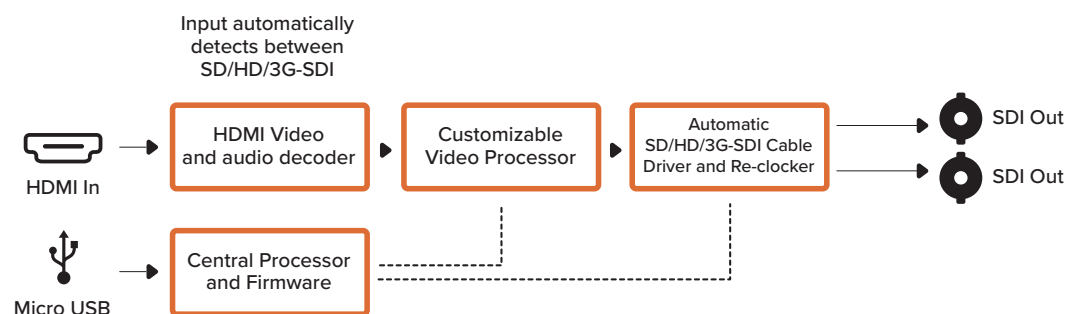 Input automatically
detects between
SD/HD/3G-SDI
HDMI In
HDMI Video
and audio decoder
Customizable
Video Processor
Automatic
SD/HD/3G-SDI Cable
Driver and Re-clocker
SDI Out
SDI Out
Micro USB
Central Processor
and Firmware